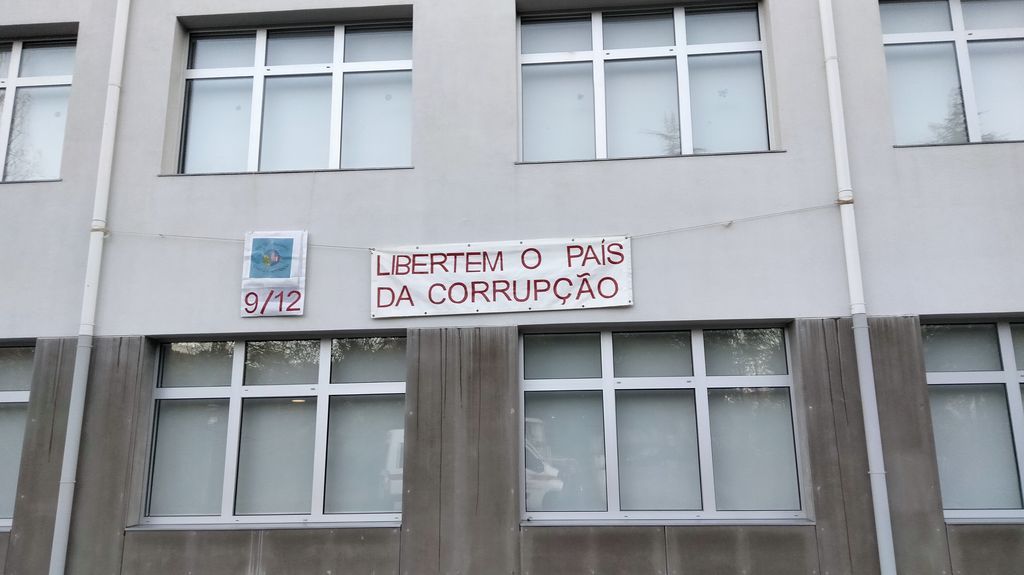 9/12
LIBERTEM O PAÍS
DA CORRUPÇÃO